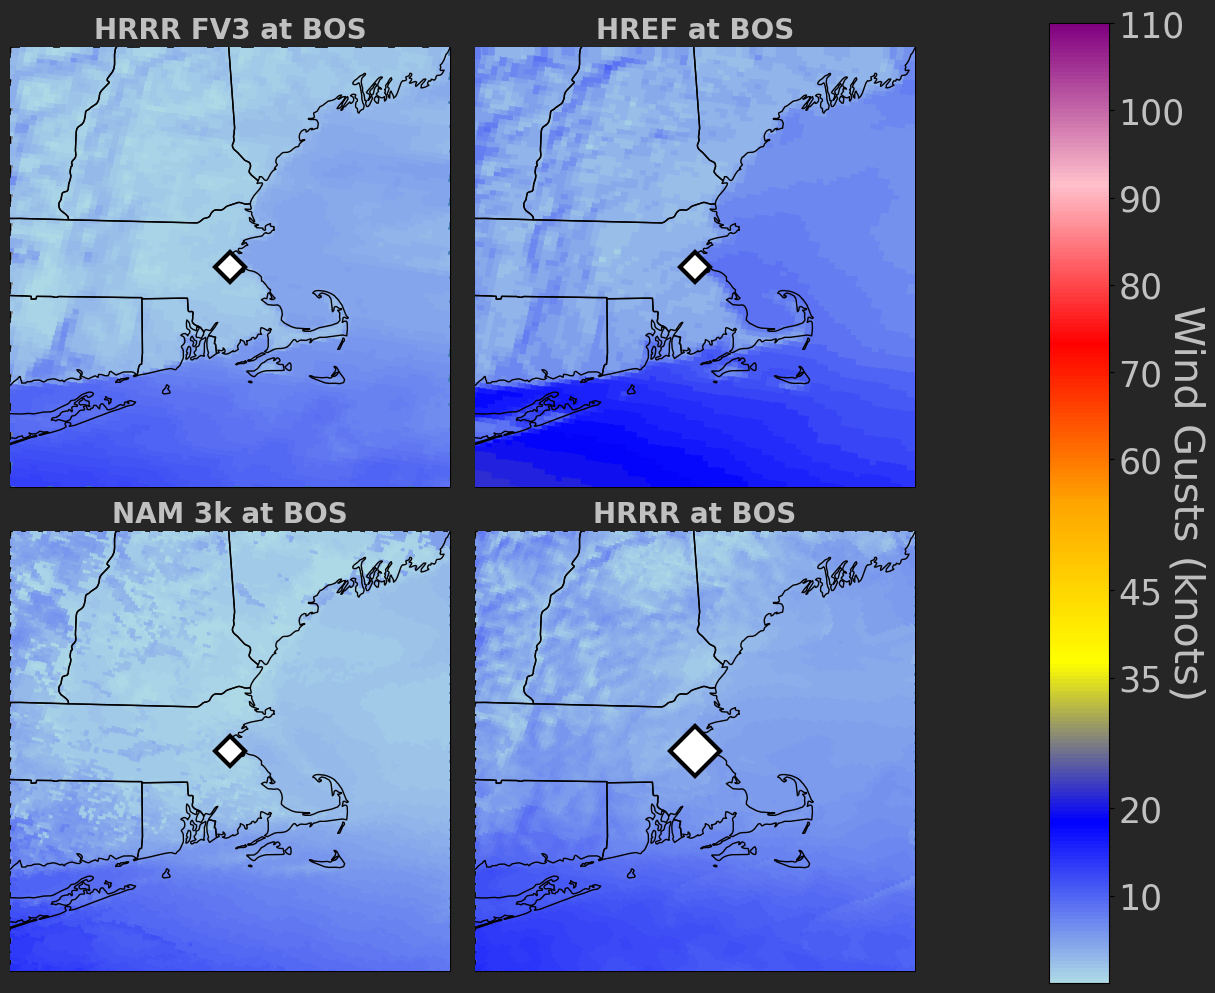 HRRR FV3 at BOS
HREF at BOS
NAM 3k at BOS
HRRR at BOS
110
100
90
80
70
60
45
35
20
10
Wind Gusts (knots)